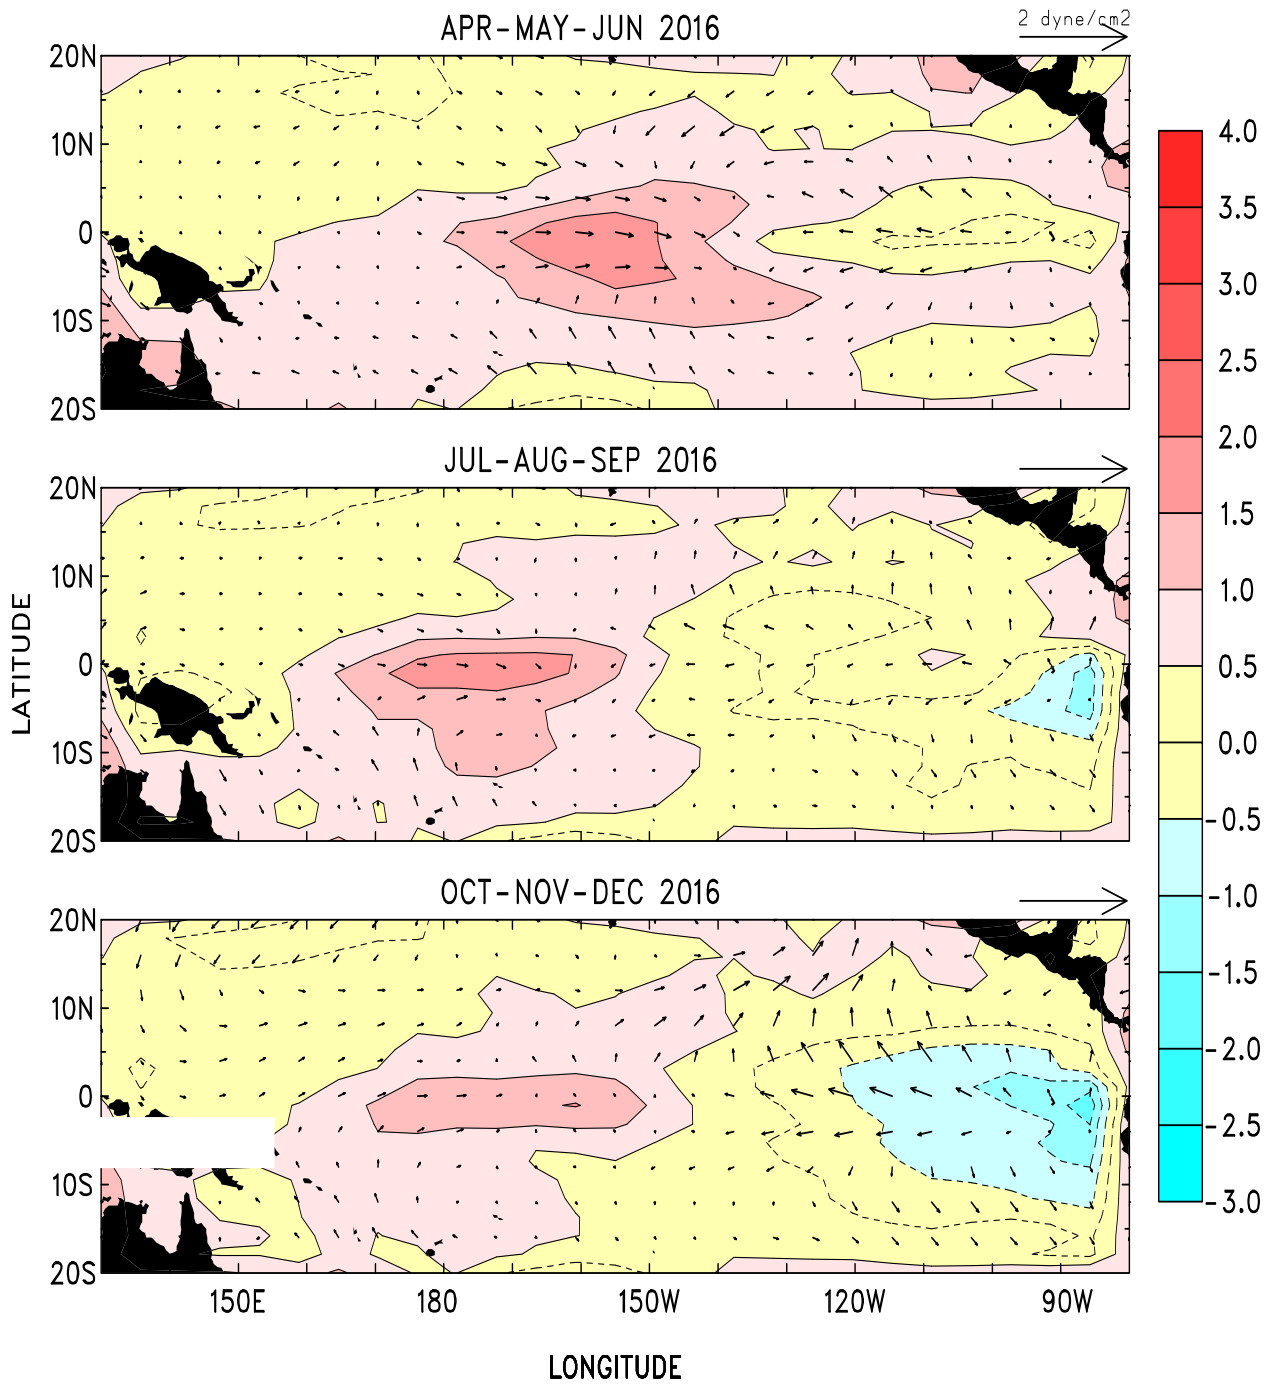 APR-MAY-JUN 2016
2 dyne/cm2
20N
10N
0
10S
20S
JUL-AUG-SEP 2016
20N
10N
0
10S
20S
OCT-NOV-DEC 2016
20N
10N
0
10S
20S
150E 180 150W 120W 90W
LONGITUDE
LATITUDE
4.0
3.5
3.0
2.5
2.0
1.5
1.0
0.5
0.0
-0.5
-1.0
-1.5
-2.0
-2.5
-3.0